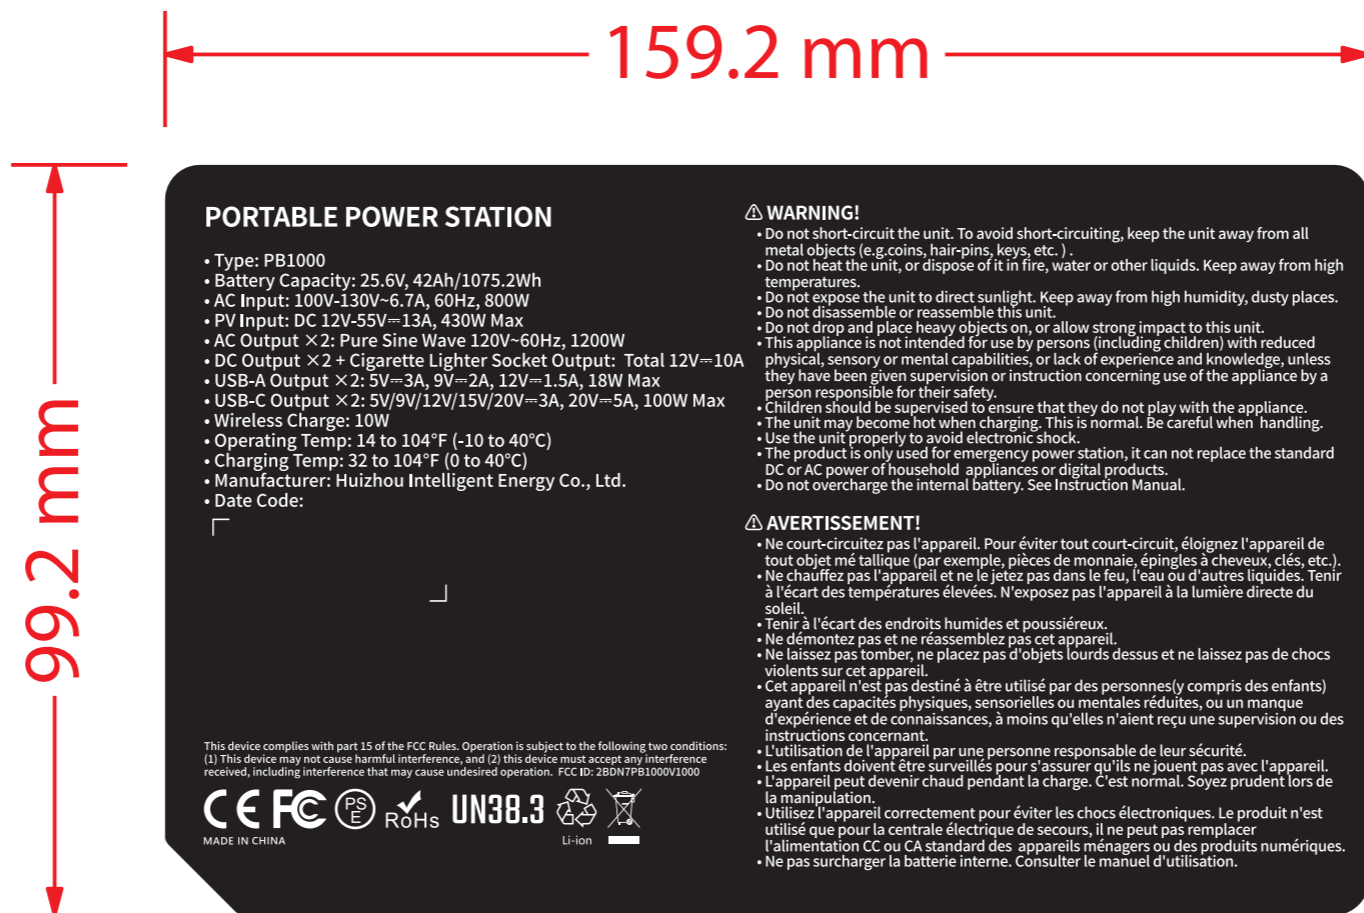 159.2 mm
99.2 mm
PORTABLE POWER STATION
• Type: PB1000
• Battery Capacity: 25.6V, 42Ah/1075.2Wh
• AC Input: 100V-130V~6.7A, 60Hz, 800W
• PV Input: DC 12V-55V⎓13A, 430W Max
• AC Output ×2: Pure Sine Wave 120V~60Hz, 1200W
• DC Output ×2 + Cigarette Lighter Socket Output: Total 12V⎓10A
• USB-A Output ×2: 5V⎓3A, 9V⎓2A, 12V⎓1.5A, 18W Max
• USB-C Output ×2: 5V/9V/12V/15V/20V⎓3A, 20V⎓5A, 100W Max
• Wireless Charge: 10W
• Operating Temp: 14 to 104°F (-10 to 40°C)
• Charging Temp: 32 to 104°F (0 to 40°C)
• Manufacturer: Huizhou Intelligent Energy Co., Ltd.
• Date Code:
This device complies with part 15 of the FCC Rules. Operation is subject to the following two conditions:
(1) This device may not cause harmful interference, and (2) this device must accept any interference
received, including interference that may cause undesired operation. FCC ID: 2BDN7PB1000V1000
CE FC PSE RoHs UN38.3
MADE IN CHINA
Li-ion
⚠ WARNING!
• Do not short-circuit the unit. To avoid short-circuiting, keep the unit away from all
metal objects (e.g.coins, hair-pins, keys, etc. ) .
• Do not heat the unit, or dispose of it in fire, water or other liquids. Keep away from high
temperatures.
• Do not expose the unit to direct sunlight. Keep away from high humidity, dusty places.
• Do not disassemble or reassemble this unit.
• Do not drop and place heavy objects on, or allow strong impact to this unit.
• This appliance is not intended for use by persons (including children) with reduced
physical, sensory or mental capabilities, or lack of experience and knowledge, unless
they have been given supervision or instruction concerning use of the appliance by a
person responsible for their safety.
• Children should be supervised to ensure that they do not play with the appliance.
• The unit may become hot when charging. This is normal. Be careful when handling.
• Use the unit properly to avoid electronic shock.
• The product is only used for emergency power station, it can not replace the standard
DC or AC power of household appliances or digital products.
• Do not overcharge the internal battery. See Instruction Manual.
⚠ AVERTISSEMENT!
• Ne court-circuitez pas l'appareil. Pour éviter tout court-circuit, éloignez l'appareil de
tout objet mé tallique (par exemple, pièces de monnaie, épingles à cheveux, clés, etc.).
• Ne chauffez pas l'appareil et ne le jetez pas dans le feu, l'eau ou d'autres liquides. Tenir
à l'écart des températures élevées. N'exposez pas l'appareil à la lumière directe du
soleil.
• Tenir à l'écart des endroits humides et poussiéreux.
• Ne démontez pas et ne réassemblez pas cet appareil.
• Ne laissez pas tomber, ne placez pas d'objets lourds dessus et ne laissez pas de chocs
violents sur cet appareil.
• Cet appareil n'est pas destiné à être utilisé par des personnes(y compris des enfants)
ayant des capacités physiques, sensorielles ou mentales réduites, ou un manque
d'expérience et de connaissances, à moins qu'elles n'aient reçu une supervision ou des
instructions concernant.
• L'utilisation de l'appareil par une personne responsable de leur sécurité.
• Les enfants doivent être surveillés pour s'assurer qu'ils ne jouent pas avec l'appareil.
• L'appareil peut devenir chaud pendant la charge. C'est normal. Soyez prudent lors de
la manipulation.
• Utilisez l'appareil correctement pour éviter les chocs électroniques. Le produit n'est
utilisé que pour la centrale électrique de secours, il ne peut pas remplacer
l'alimentation CC ou CA standard des appareils ménagers ou des produits numériques.
• Ne pas surcharger la batterie interne. Consulter le manuel d'utilisation.